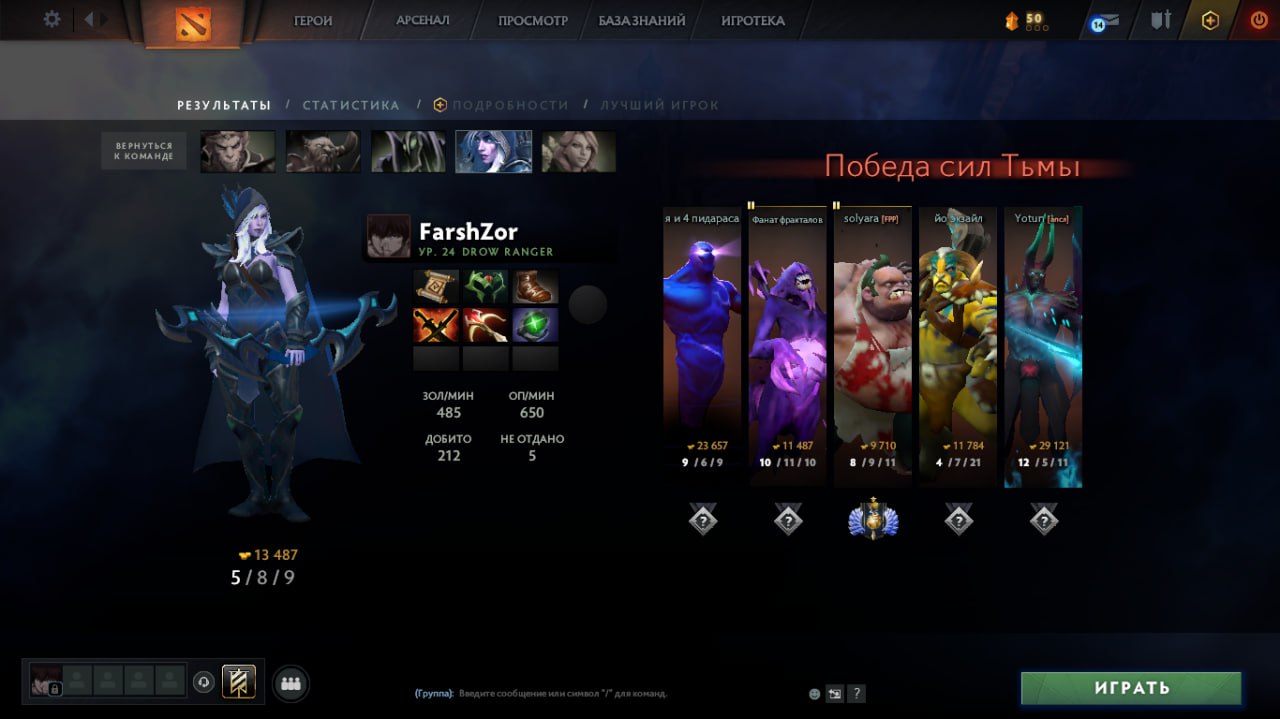 ГЕРОИ АРСЕНАЛ ПРОСМОТР БАЗА ЗНАНИЙ ИГРОТЕКА 50 14
РЕЗУЛЬТАТЫ / СТАТИСТИКА / ПОДРОБНОСТИ / ЛУЧШИЙ ИГРОК
ВЕРНУТЬСЯ
К КОМАНДЕ
Победа сил Тьмы
FarshZor
УР. 24 DROW RANGER
ЗОЛ/МИН ОП/МИН
485 650
ДОБИТО НЕ ОТДАНО
212 5
13 487
5 / 8 / 9
я и 4 пидараса Фанат фракталов solyara [FPP] йо экзайл Yotun
23 657 11 487 9 710 11 784 29 121
9 / 6 / 9 10 / 11 / 10 8 / 9 / 11 4 / 7 / 21 12 / 5 / 11
? ? ? ?
(Группа): Введите сообщение или символ "/" для команд.
?
ИГРАТЬ